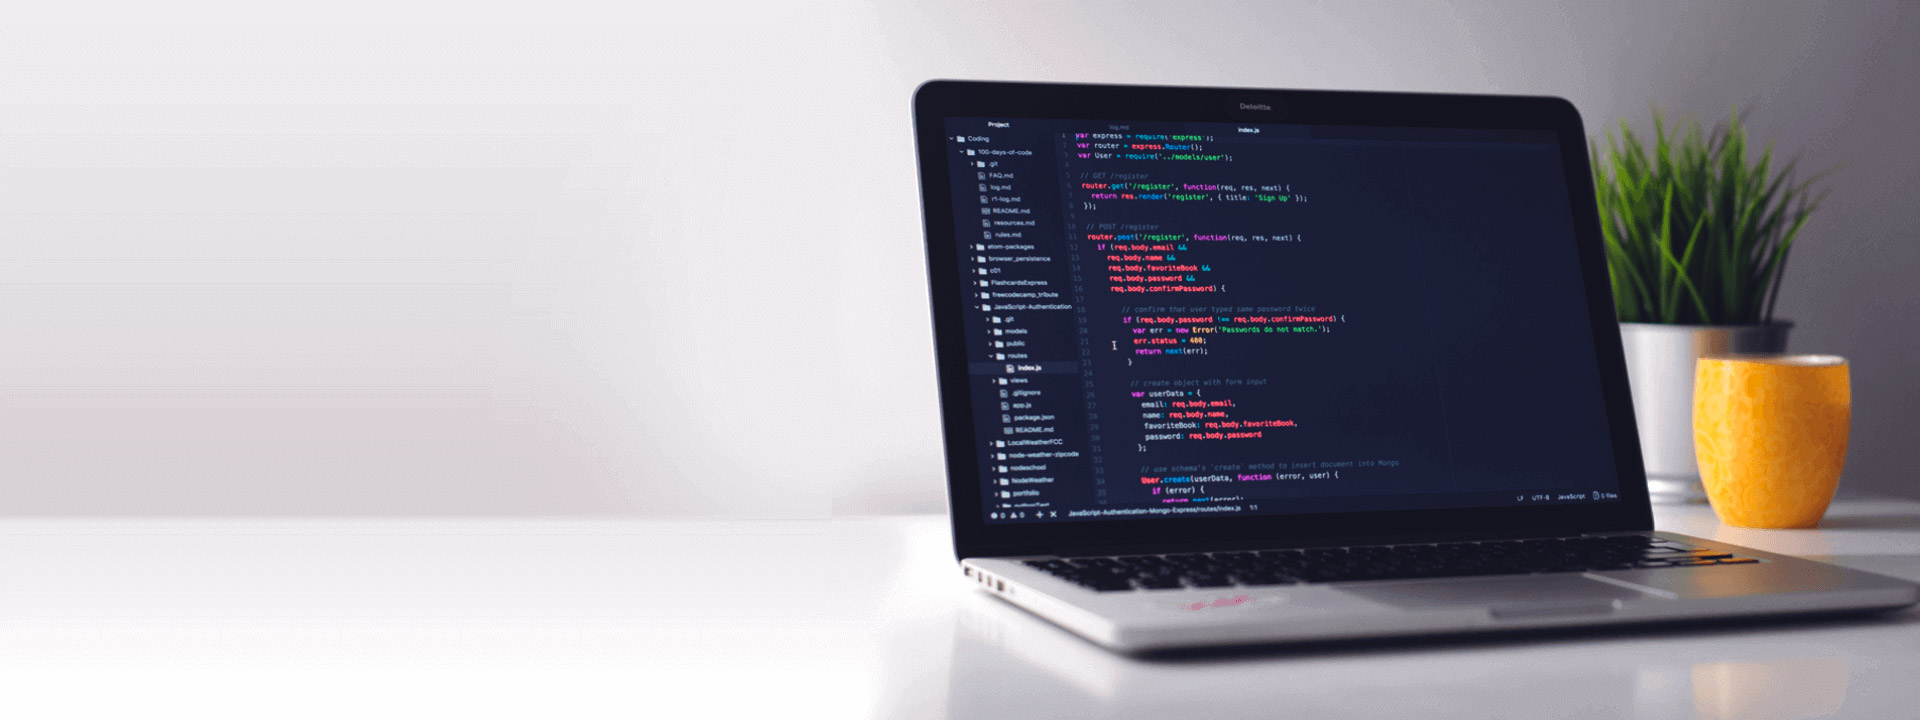 Deloitte
Project
log.md
index.js
Coding
100-days-of-code
.git
FAQ.md
log.md
r1-log.md
README.md
resources.md
rules.md
atom-packages
browser_persistence
c01
FlashcardsExpress
freecodecamp_tribute
JavaScript-Authentication
.git
models
public
routes
index.js
views
.gitignore
app.js
package.json
README.md
LocalWeatherFCC
node-weather-zipcode
nodeschool
NodeWeather
portfolio
var express = require('express');
var router = express.Router();
var User = require('../models/user');
// GET /register
router.get('/register', function(req, res, next) {
return res.render('register', { title: 'Sign Up' });
});
// POST /register
router.post('/register', function(req, res, next) {
if (req.body.email &&
req.body.name &&
req.body.favoriteBook &&
req.body.password &&
req.body.confirmPassword) {
// confirm that user typed same password twice
if (req.body.password !== req.body.confirmPassword) {
var err = new Error('Passwords do not match.');
err.status = 400;
return next(err);
}
// create object with form input
var userData = {
email: req.body.email,
name: req.body.name,
favoriteBook: req.body.favoriteBook,
password: req.body.password
};
// use schema's `create` method to insert document into Mongo
User.create(userData, function (error, user) {
if (error) {
return next(error);
0 0 + × JavaScript-Authentication-Mongo-Express/routes/index.js 1:1
LF UTF-8 JavaScript 0 files